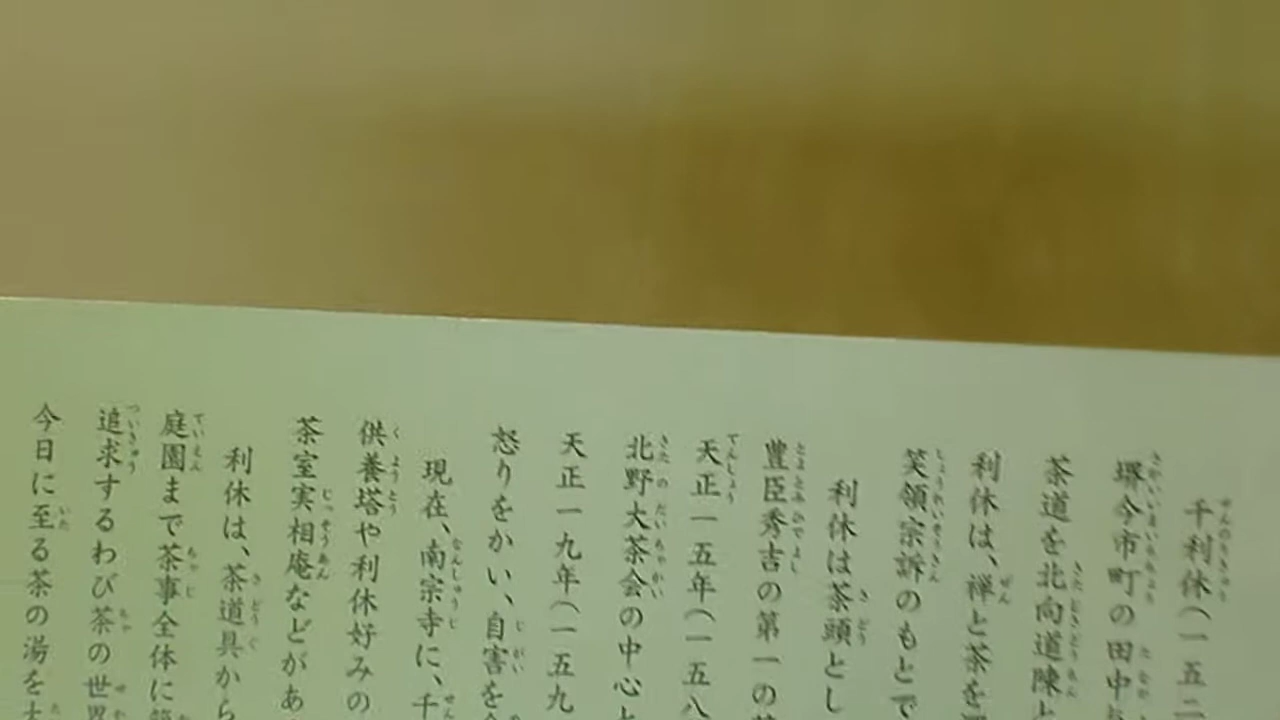 千利休(一五二
堺今市町の田中
茶道を北向道陳と
利休は、禅と茶を
笑領宗訴のもとで
利休は茶頭とし
豊臣秀吉の第一の
天正一五年(一五八
北野大茶会の中心と
天正一九年(一五九
怒りをかい、自害を
現在、南宗寺に、千
供養塔や利休好みの
茶室実相庵などがあ
利休は、茶道具から
庭園まで茶事全体に
追求するわび茶の世界
今日に至る茶の湯を